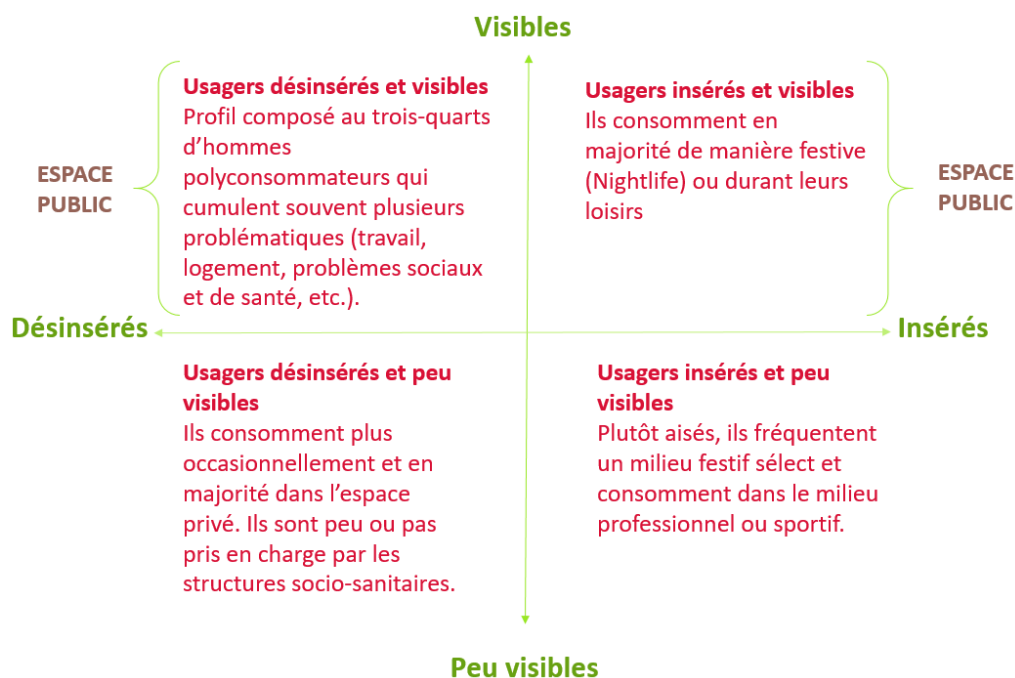 Visibles
Usagers désinsérés et visibles
Profil composé au trois-quarts
d’hommes
polyconsommateurs qui
cumulent souvent plusieurs
problématiques (travail,
logement, problèmes sociaux
et de santé, etc.).
Usagers insérés et visibles
Ils consomment en
majorité de manière festive
(Nightlife) ou durant leurs
loisirs
ESPACE
PUBLIC
ESPACE
PUBLIC
Désinsérés
Insérés
Usagers désinsérés et peu
visibles
Ils consomment plus
occasionnellement et en
majorité dans l’espace
privé. Ils sont peu ou pas
pris en charge par les
structures socio-sanitaires.
Usagers insérés et peu
visibles
Plutôt aisés, ils fréquentent
un milieu festif sélect et
consomment dans le milieu
professionnel ou sportif.
Peu visibles